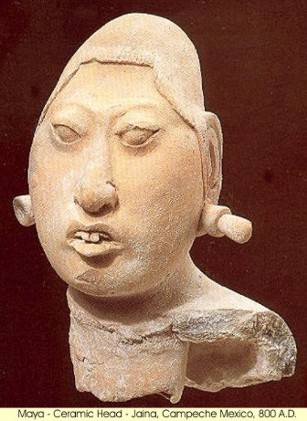 Maya - Ceramic Head - Jaina, Campeche Mexico, 800 A.D.